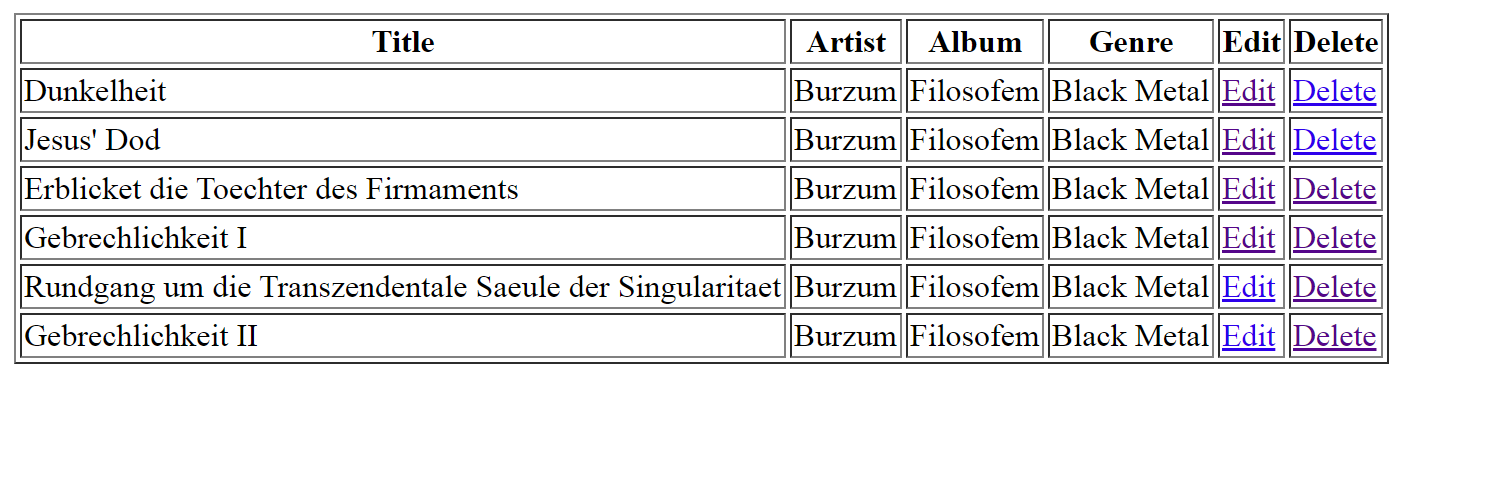 Title Artist Album Genre Edit Delete
Dunkelheit Burzum Filosofem Black Metal Edit Delete
Jesus' Dod Burzum Filosofem Black Metal Edit Delete
Erblicket die Toechter des Firmaments Burzum Filosofem Black Metal Edit Delete
Gebrechlichkeit I Burzum Filosofem Black Metal Edit Delete
Rundgang um die Transzendentale Saeule der Singularitaet Burzum Filosofem Black Metal Edit Delete
Gebrechlichkeit II Burzum Filosofem Black Metal Edit Delete